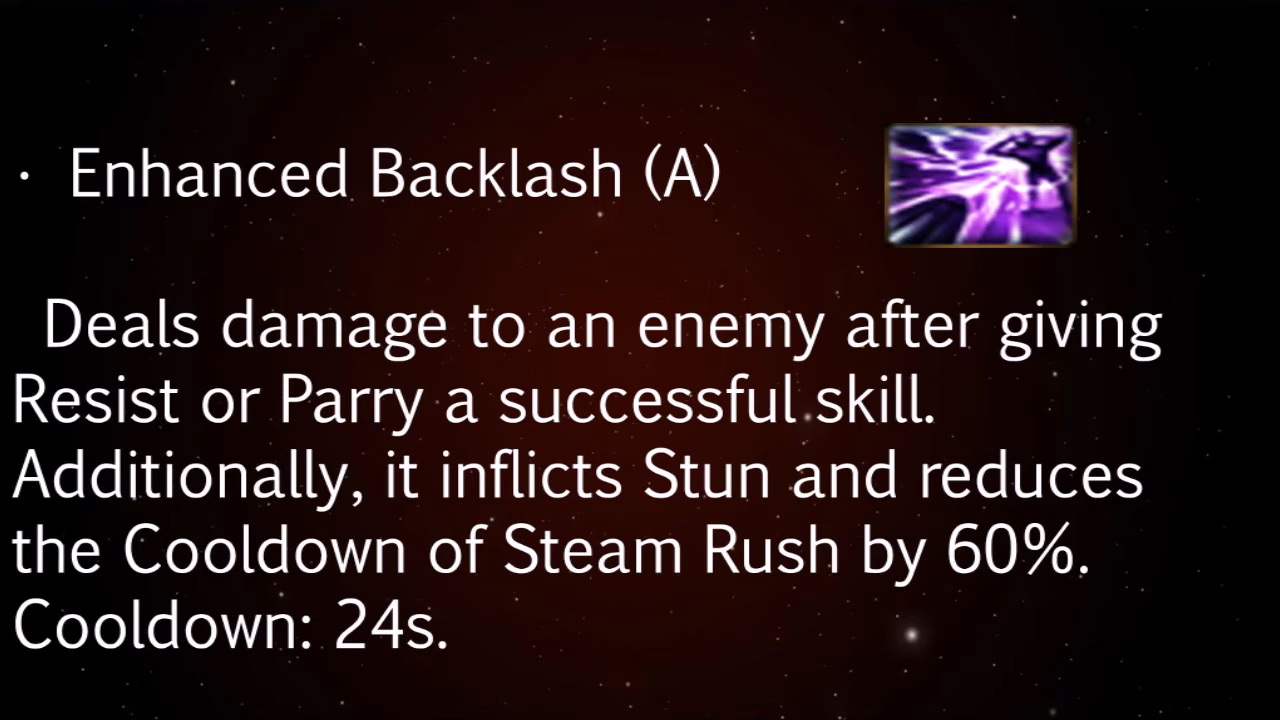 · Enhanced Backlash (A)
Deals damage to an enemy after giving
Resist or Parry a successful skill.
Additionally, it inflicts Stun and reduces
the Cooldown of Steam Rush by 60%.
Cooldown: 24s.